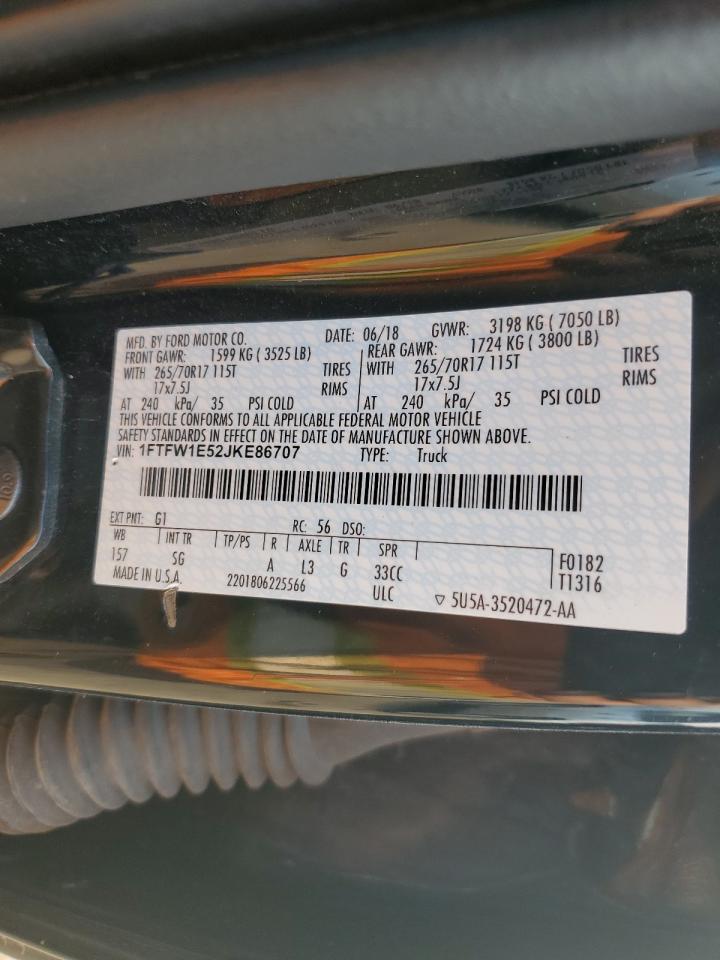 MFD. BY FORD MOTOR CO. DATE: 06/18 GVWR: 3198 KG ( 7050 LB)
FRONT GAWR: 1599 KG ( 3525 LB) REAR GAWR: 1724 KG ( 3800 LB)
WITH 265/70R17 115T TIRES WITH 265/70R17 115T TIRES
17x7.5J RIMS 17x7.5J RIMS
AT 240 kPa/ 35 PSI COLD AT 240 kPa/ 35 PSI COLD
THIS VEHICLE CONFORMS TO ALL APPLICABLE FEDERAL MOTOR VEHICLE
SAFETY STANDARDS IN EFFECT ON THE DATE OF MANUFACTURE SHOWN ABOVE.
VIN: 1FTFW1E52JKE86707 TYPE: Truck
EXT PNT: G1 RC: 56 DSO:
WB INT TR TP/PS R AXLE TR SPR
157 SG A L3 G 33CC F0182
MADE IN U.S.A. 2201806225566 ULC T1316
▽ 5U5A-3520472-AA